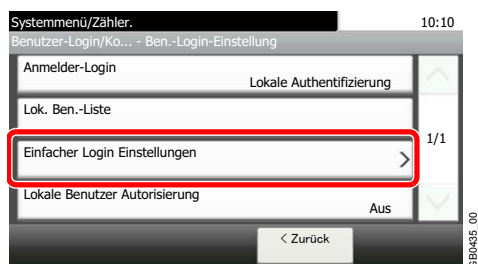 Systemmenü/Zähler. 10:10
Benutzer-Login/Ko... - Ben.-Login-Einstellung
Anmelder-Login
Lokale Authentifizierung
Lok. Ben.-Liste
1/1
Einfacher Login Einstellungen >
Lokale Benutzer Autorisierung
Aus
< Zurück
GB0435_00